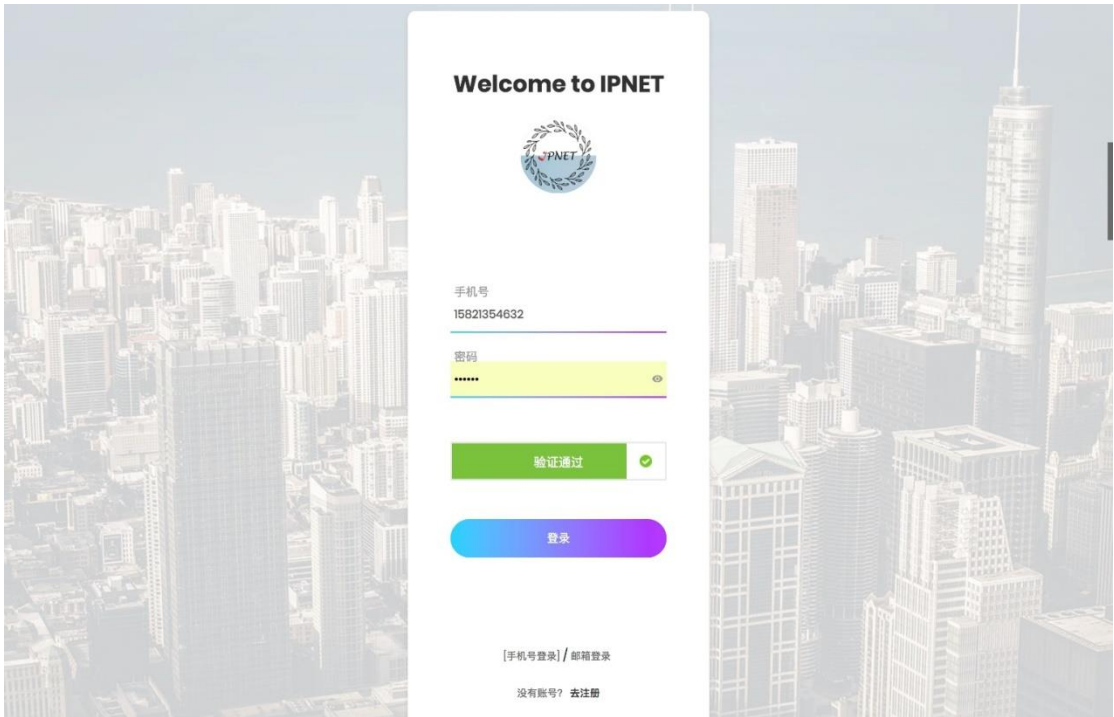 Welcome to IPNET
JPNET
手机号
15821354632
密码
••••••
验证通过
登录
[手机号登录] / 邮箱登录
没有账号? 去注册